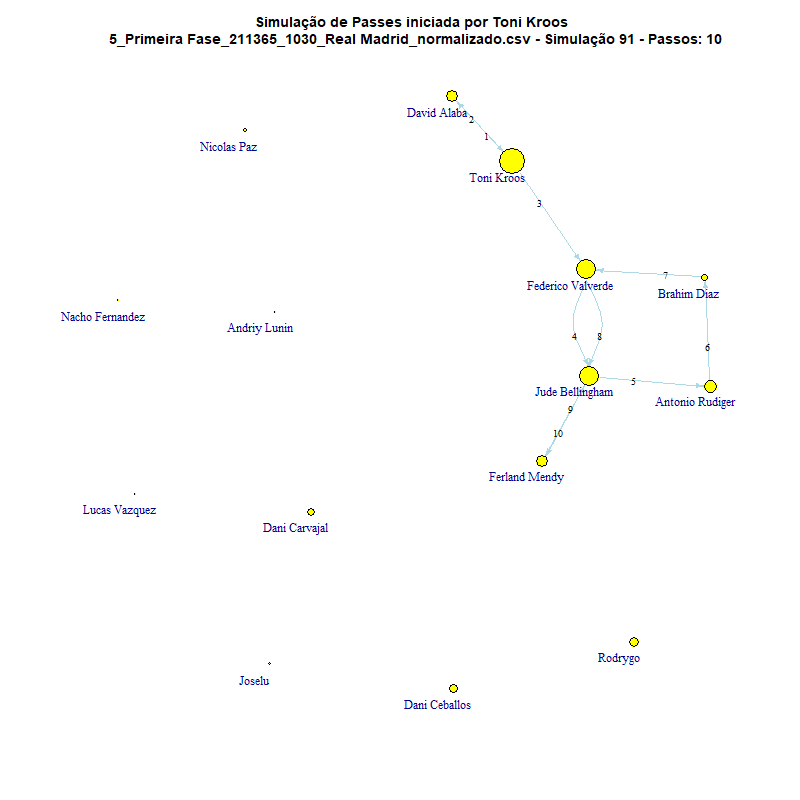 Simulação de Passes iniciada por Toni Kroos
5_Primeira Fase_211365_1030_Real Madrid_normalizado.csv - Simulação 91 - Passos: 10
David Alaba
2
1
Nicolas Paz
Toni Kroos
3
Federico Valverde
7
Brahim Diaz
Nacho Fernandez
Andriy Lunin
4
8
6
Jude Bellingham
5
Antonio Rudiger
9
10
Ferland Mendy
Lucas Vazquez
Dani Carvajal
Rodrygo
Joselu
Dani Ceballos